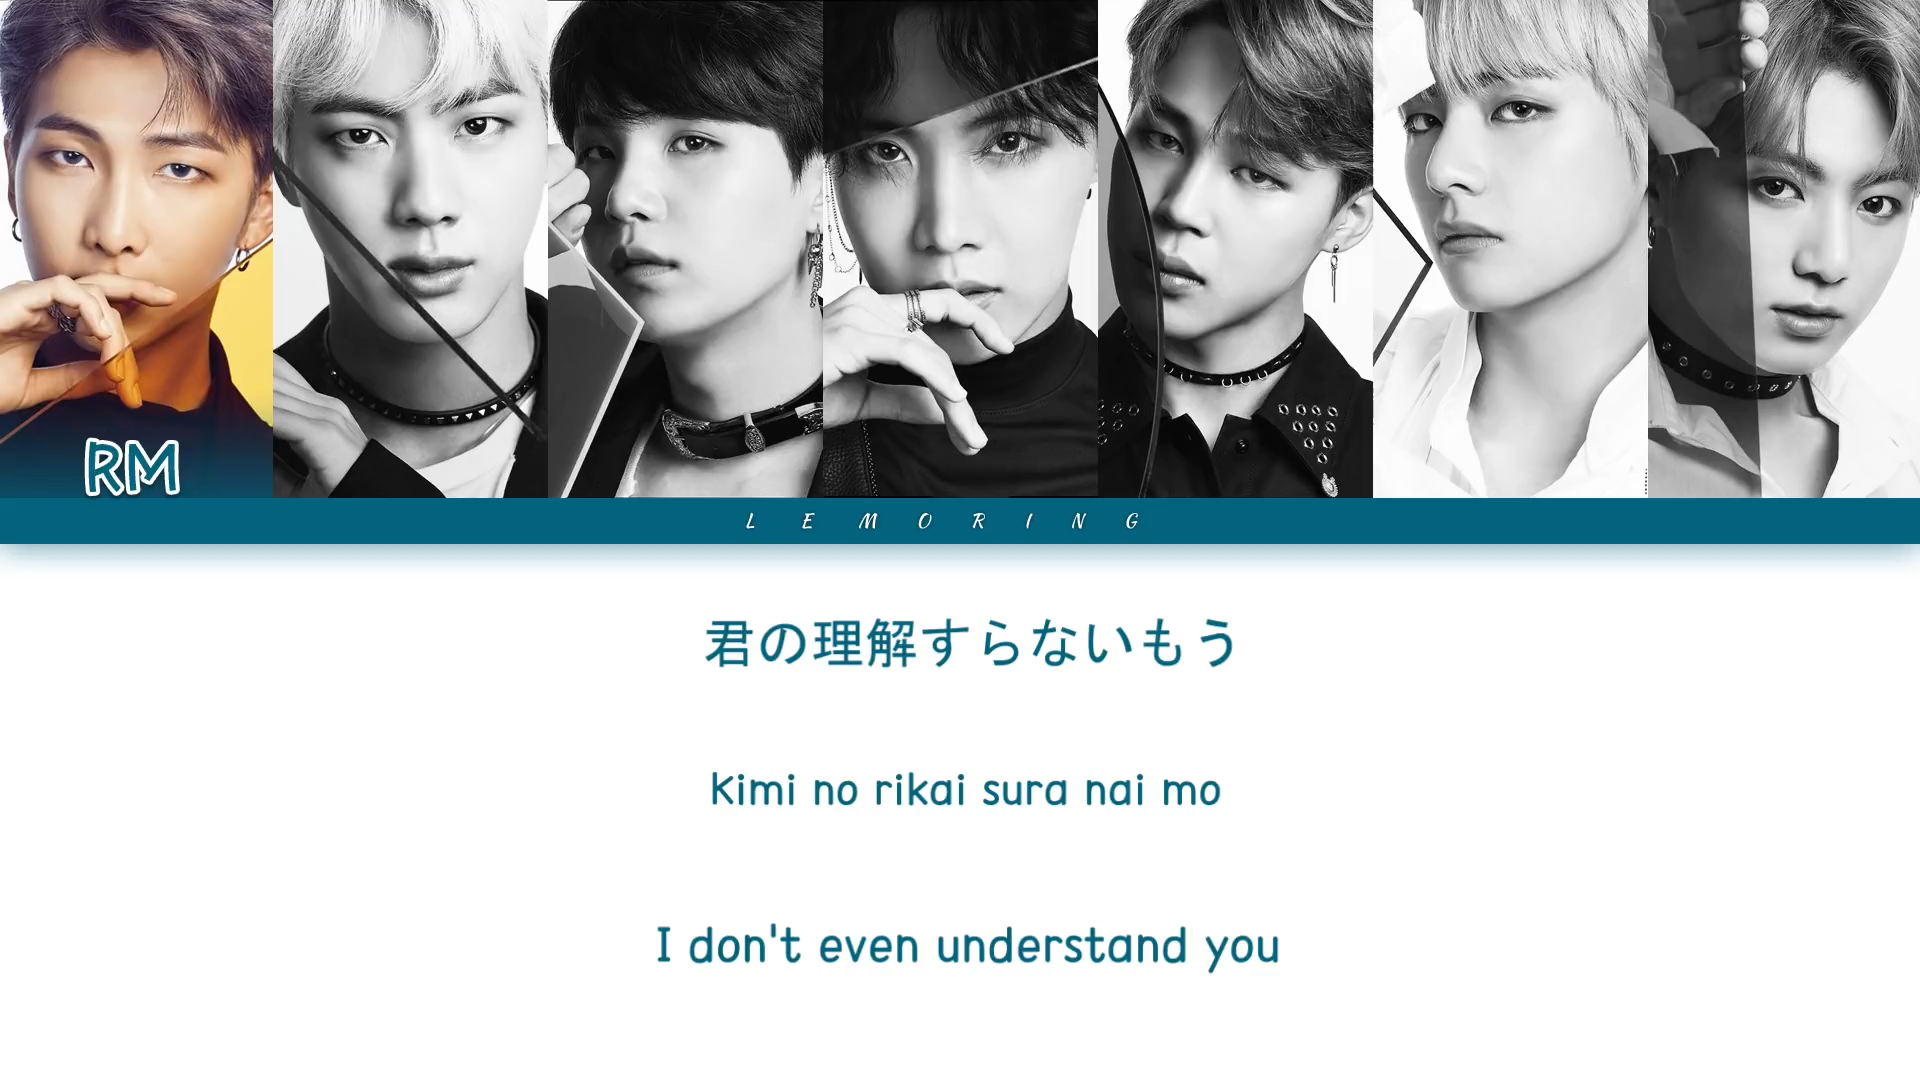 RM
LEMORING
君の理解すらないもう
Kimi no rikai sura nai mo
I don't even understand you